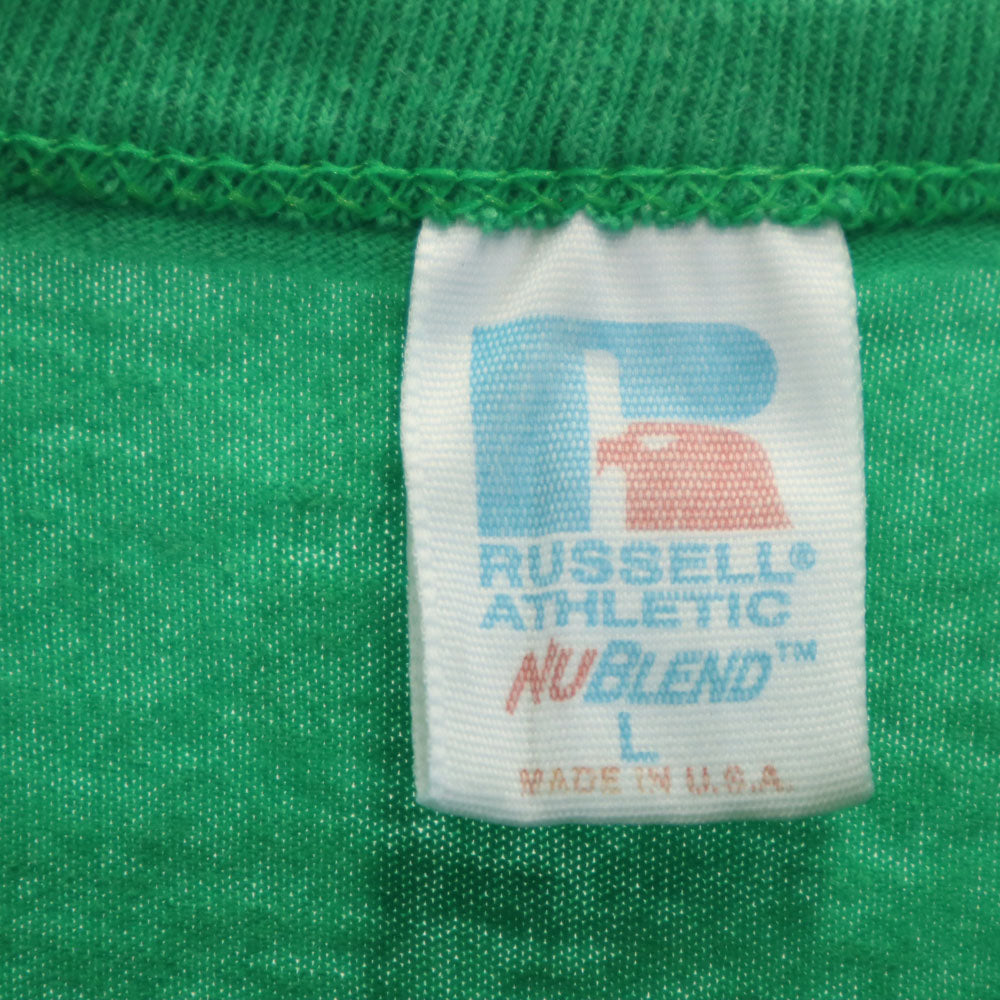 RUSSELL®
ATHLETIC
NUBLEND™
L
MADE IN U.S.A.